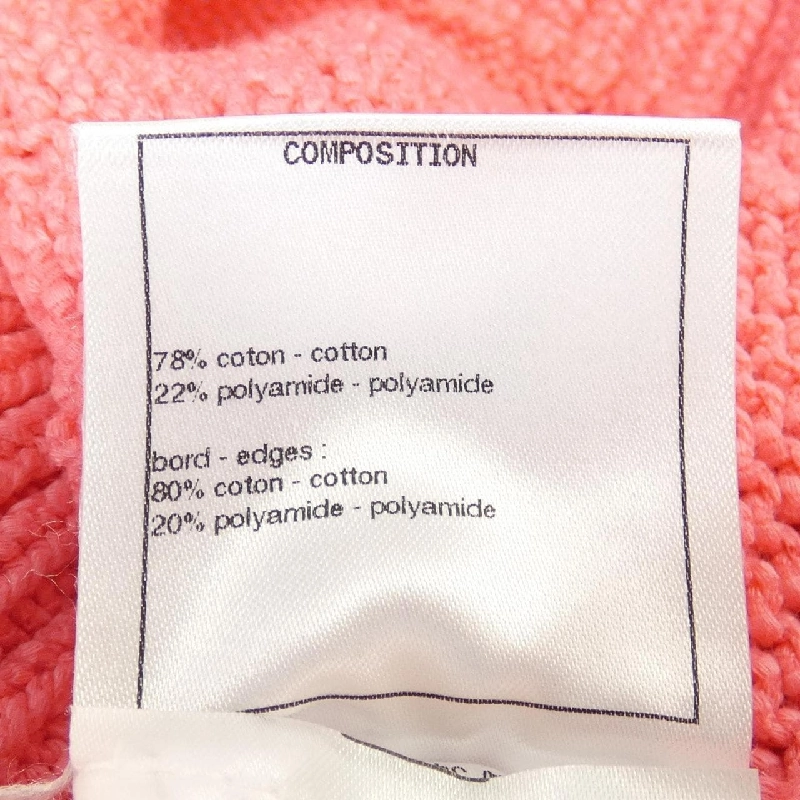 COMPOSITION
78% coton - cotton
22% polyamide - polyamide
bord - edges :
80% coton - cotton
20% polyamide - polyamide